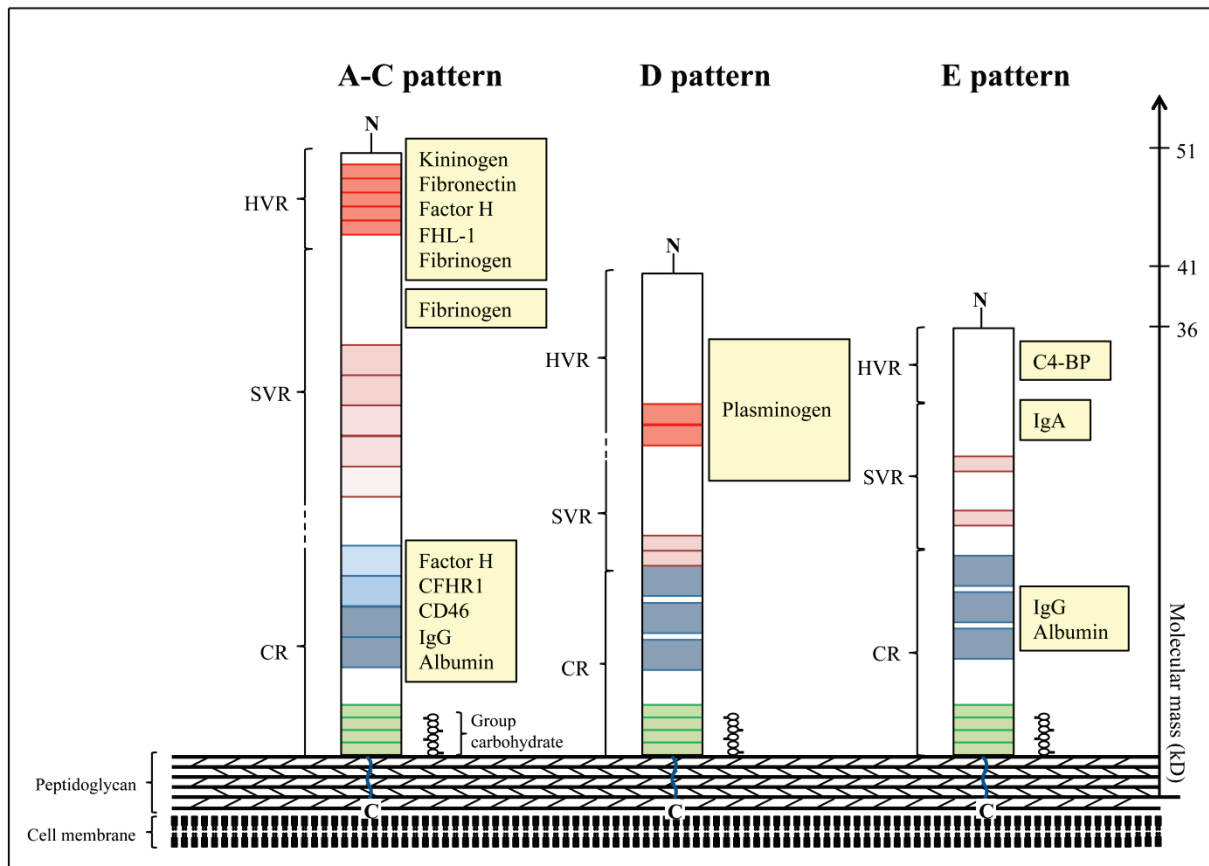 A-C pattern
D pattern
E pattern
N
HVR
SVR
CR
Kininogen
Fibronectin
Factor H
FHL-1
Fibrinogen
Fibrinogen
Factor H
CFHR1
CD46
IgG
Albumin
Group
carbohydrate
N
HVR
SVR
CR
Plasminogen
N
HVR
SVR
CR
C4-BP
IgA
IgG
Albumin
51
41
36
Molecular mass (kD)
Peptidoglycan
C
C
C
Cell membrane